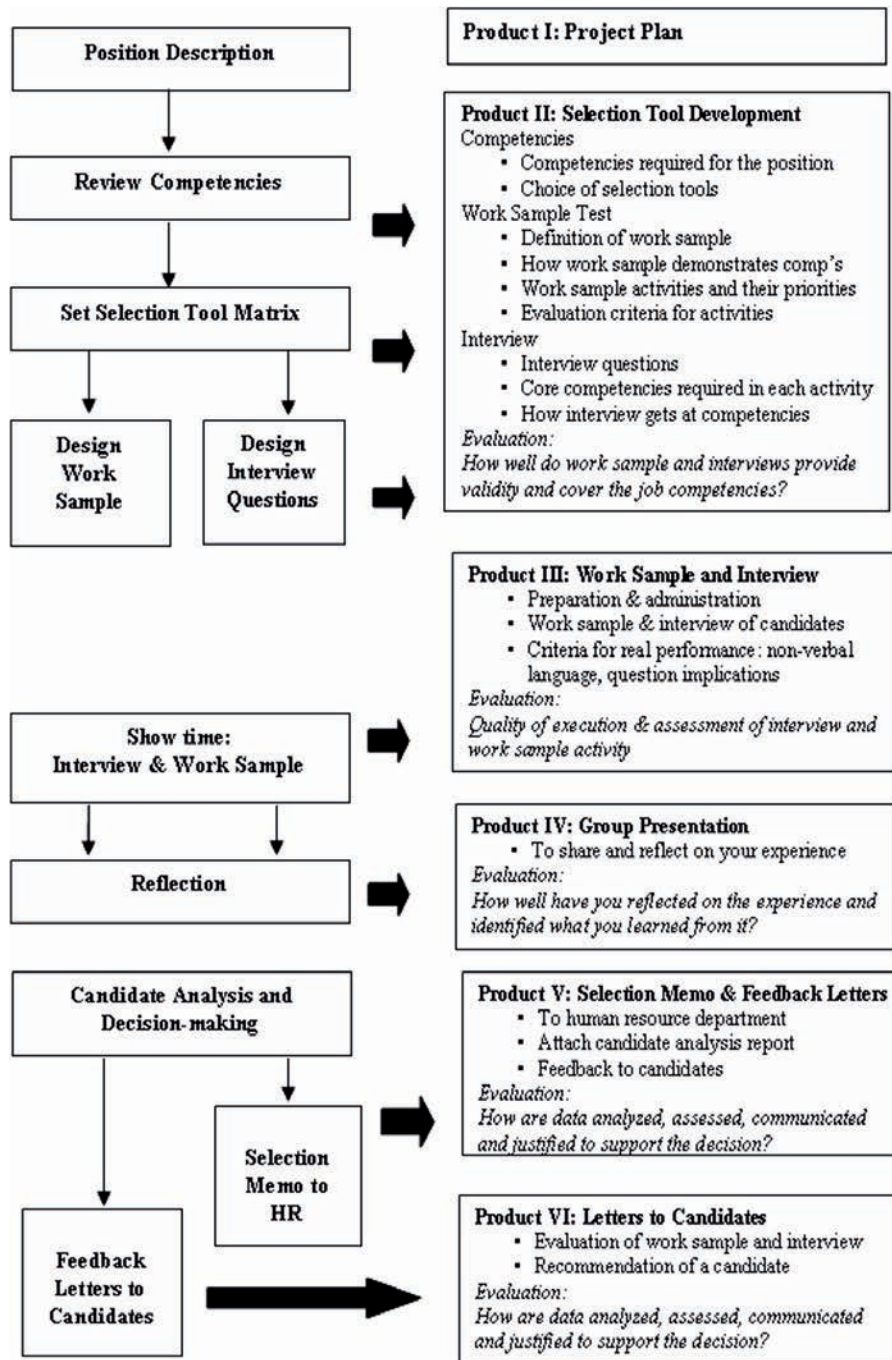 Position Description
Review Competencies
Set Selection Tool Matrix
Design
Work
Sample
Design
Interview
Questions
Show time:
Interview & Work Sample
Reflection
Candidate Analysis and
Decision-making
Selection
Memo to
HR
Feedback
Letters to
Candidates
Product I: Project Plan
Product II: Selection Tool Development
Competencies
▪ Competencies required for the position
▪ Choice of selection tools
Work Sample Test
▪ Definition of work sample
▪ How work sample demonstrates comp's
▪ Work sample activities and their priorities
▪ Evaluation criteria for activities
Interview
▪ Interview questions
▪ Core competencies required in each activity
▪ How interview gets at competencies
Evaluation:
How well do work sample and interviews provide
validity and cover the job competencies?
Product III: Work Sample and Interview
▪ Preparation & administration
▪ Work sample & interview of candidates
▪ Criteria for real performance: non-verbal
language, question implications
Evaluation:
Quality of execution & assessment of interview and
work sample activity
Product IV: Group Presentation
▪ To share and reflect on your experience
Evaluation:
How well have you reflected on the experience and
identified what you learned from it?
Product V: Selection Memo & Feedback Letters
▪ To human resource department
▪ Attach candidate analysis report
▪ Feedback to candidates
Evaluation:
How are data analyzed, assessed, communicated
and justified to support the decision?
Product VI: Letters to Candidates
▪ Evaluation of work sample and interview
▪ Recommendation of a candidate
Evaluation:
How are data analyzed, assessed, communicated
and justified to support the decision?